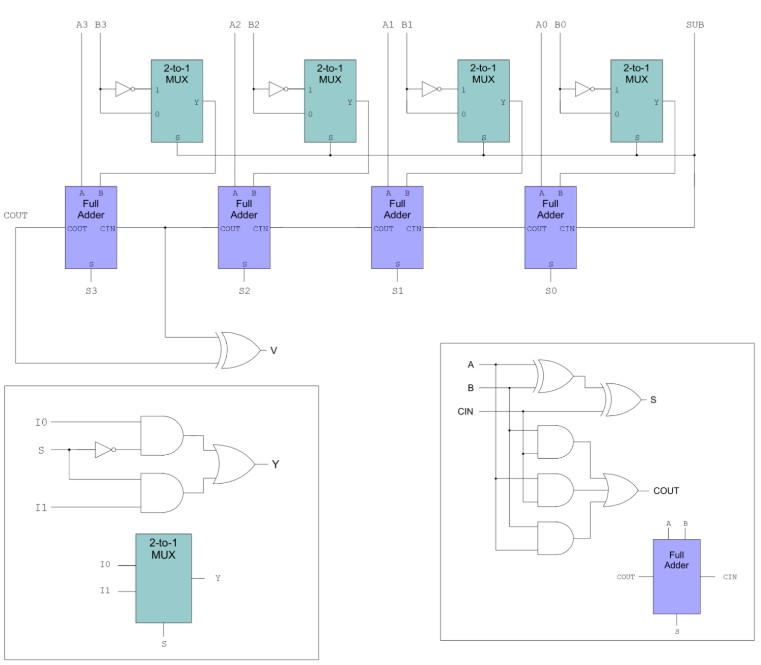 A3 B3 A2 B2 A1 B1 A0 B0 SUB
2-to-1 2-to-1 2-to-1 2-to-1
MUX MUX MUX MUX
1 1 1 1
Y Y Y Y
0 0 0 0
S S S S
A B A B A B A B
Full Full Full Full
Adder Adder Adder Adder
COUT
COUT CIN COUT CIN COUT CIN COUT CIN
S S S S
S3 S2 S1 S0
V
I0
S
Y
I1
2-to-1
MUX
I0
Y
I1
S
A
B
S
CIN
COUT
A B
Full
Adder
COUT CIN
S